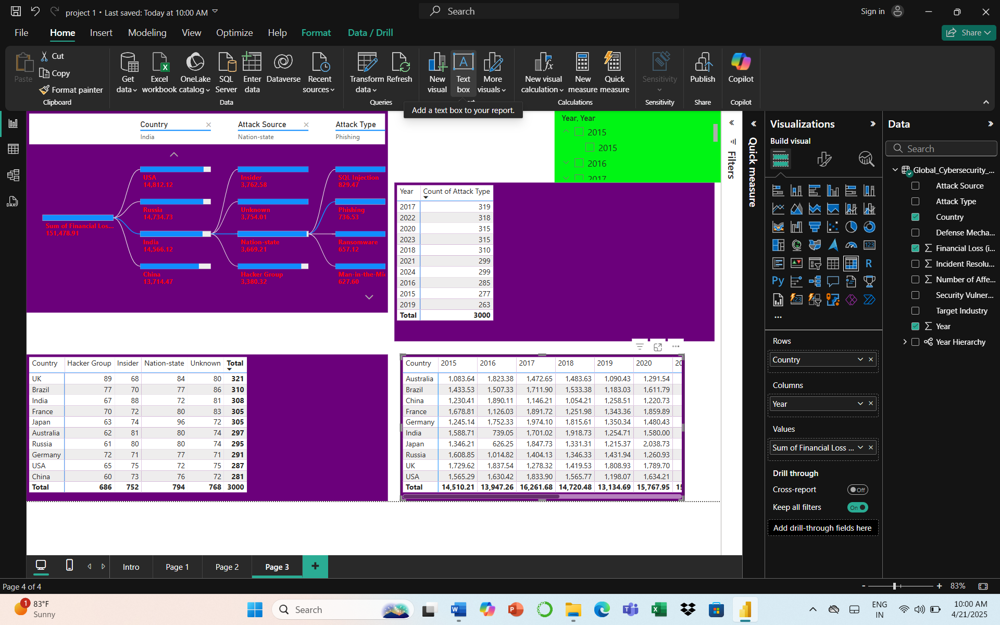 project 1 • Last saved: Today at 10:00 AM
Search
Sign in
File Home Insert Modeling View Optimize Help Format Data / Drill
Share
Paste
Cut
Copy
Format painter
Clipboard
Get data
Excel workbook
OneLake catalog
SQL Server
Enter data
Dataverse
Recent sources
Data
Transform data
Refresh
Queries
New visual
Text box
More visuals
New visual calculation
New measure
Quick measure
Calculations
Sensitivity
Sensitivity
Publish
Share
Copilot
Copilot
Add a text box to your report.
Country
India
Attack Source
Nation-state
Attack Type
Phishing
Sum of Financial Los...
151,478.91
USA
14,812.12
Russia
14,734.73
India
14,566.12
China
13,714.47
Insider
3,762.58
Unknown
3,754.01
Nation-state
3,669.21
Hacker Group
3,380.32
SQL Injection
829.47
Phishing
736.53
Ransomware
657.12
Man-in-the-Mi
627.60
Year, Year
2015
2015
2016
2017
Year Count of Attack Type
2017 319
2022 318
2020 315
2023 315
2018 310
2021 299
2024 299
2016 285
2015 277
2019 263
Total 3000
Country Hacker Group Insider Nation-state Unknown Total
UK 89 68 84 80 321
Brazil 77 70 77 86 310
India 67 88 72 81 308
France 70 72 80 83 305
Japan 63 74 96 72 305
Australia 62 81 80 74 297
Russia 61 80 80 74 295
Germany 72 71 77 71 291
USA 65 75 72 75 287
China 60 73 76 72 281
Total 686 752 794 768 3000
Country 2015 2016 2017 2018 2019 2020 20
Australia 1,083.64 1,823.38 1,472.65 1,483.63 1,090.43 1,291.54
Brazil 1,433.53 1,507.33 1,711.90 1,533.38 1,183.03 1,611.79
China 1,230.41 1,890.11 1,146.21 1,054.21 1,258.51 1,220.73
France 1,678.81 1,126.03 1,891.72 1,251.98 1,343.36 1,859.89
Germany 1,245.14 1,752.33 1,974.10 1,815.61 1,350.34 1,480.43
India 1,588.71 739.05 1,701.02 1,918.73 1,254.71 1,580.00
Japan 1,346.21 626.25 1,847.73 1,331.31 1,215.37 2,038.73
Russia 1,608.85 1,014.82 1,404.13 1,346.33 1,431.94 1,260.93
UK 1,729.62 1,837.54 1,278.32 1,419.53 1,808.93 1,789.70
USA 1,565.29 1,630.42 1,833.90 1,565.77 1,198.07 1,634.21
Total 14,510.21 13,947.26 16,261.68 14,720.48 13,134.69 15,767.95 15
Filters
Quick measure
Visualizations
Build visual
123
R
Py
123
Rows
Country
Columns
Year
Values
Sum of Financial Loss ...
Drill through
Cross-report
Off
Keep all filters
On
Add drill-through fields here
Data
Search
Global_Cybersecurity_...
Attack Source
Attack Type
Country
Defense Mecha...
Financial Loss (i...
Incident Resolu...
Number of Affe...
Security Vulner...
Target Industry
Year
Year Hierarchy
DAX
Intro Page 1 Page 2 Page 3 +
Page 4 of 4
- + 83%
1
83°F
Sunny
Search
ENG
IN
10:00 AM
4/21/2025